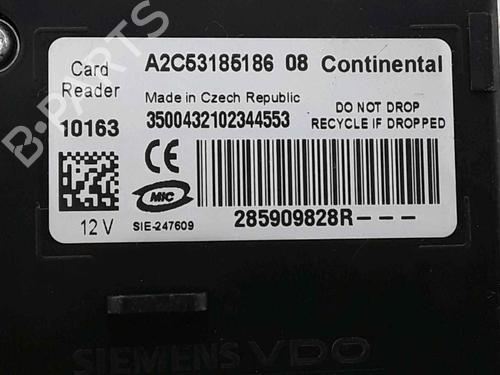 Card Reader
A2C53185186 08 Continental
Made in Czech Republic
DO NOT DROP
RECYCLE IF DROPPED
10163
3500432102344553
CE
MIC
12 V
SIE-247609
285909828R---
SIEMENS VDO
B-PARTS